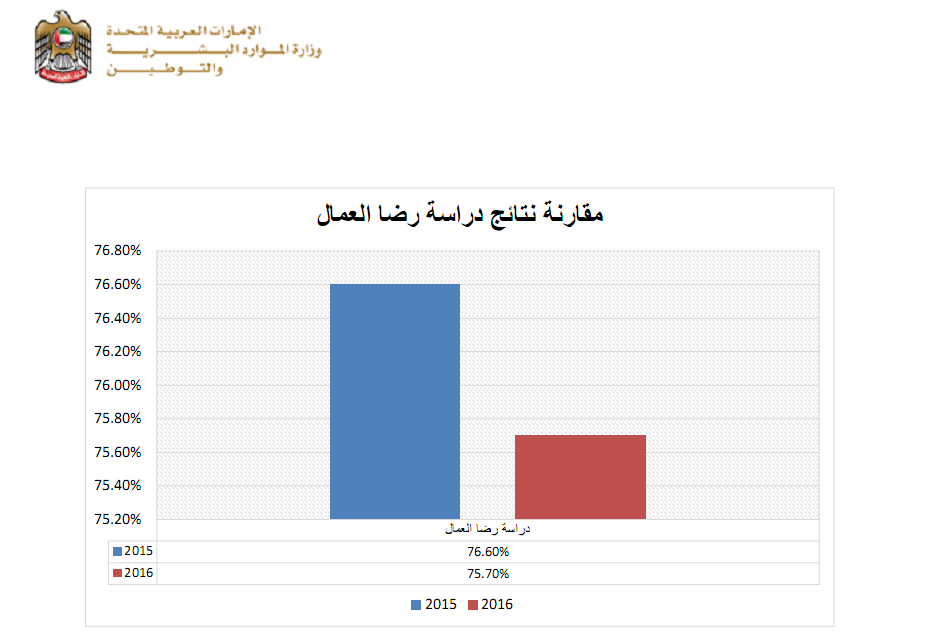 الإمارات العربية المتحدة
وزارة الموارد البشرية
والتوطين
مقارنة نتائج دراسة رضا العمال
76.80%
76.60%
76.40%
76.20%
76.00%
75.80%
75.60%
75.40%
75.20%
دراسة رضا العمال
2015 76.60%
2016 75.70%
2015 2016